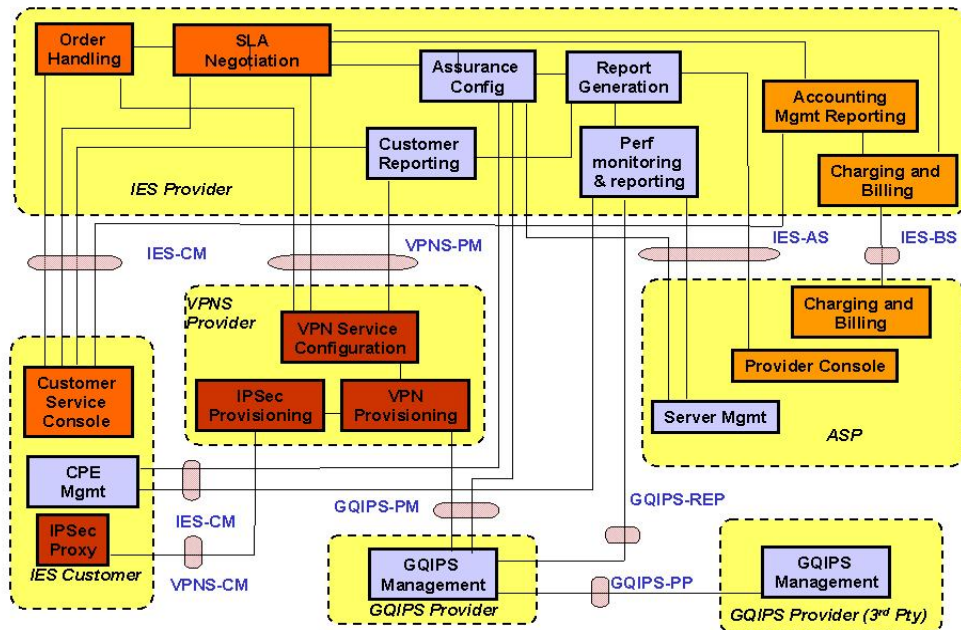 Order
Handling
SLA
Negotiation
Assurance
Config
Report
Generation
Accounting
Mgmt Reporting
Customer
Reporting
Perf
monitoring
& reporting
Charging and
Billing
IES Provider
IES-CM
VPNS-PM
IES-AS
IES-BS
VPNS
Provider
VPN Service
Configuration
Charging and
Billing
Provider Console
Customer
Service
Console
IPSec
Provisioning
VPN
Provisioning
Server Mgmt
ASP
CPE
Mgmt
IES-CM
GQIPS-PM
GQIPS-REP
IPSec
Proxy
IES Customer
VPNS-CM
GQIPS
Management
GQIPS Provider
GQIPS-PP
GQIPS
Management
GQIPS Provider (3rd Pty)